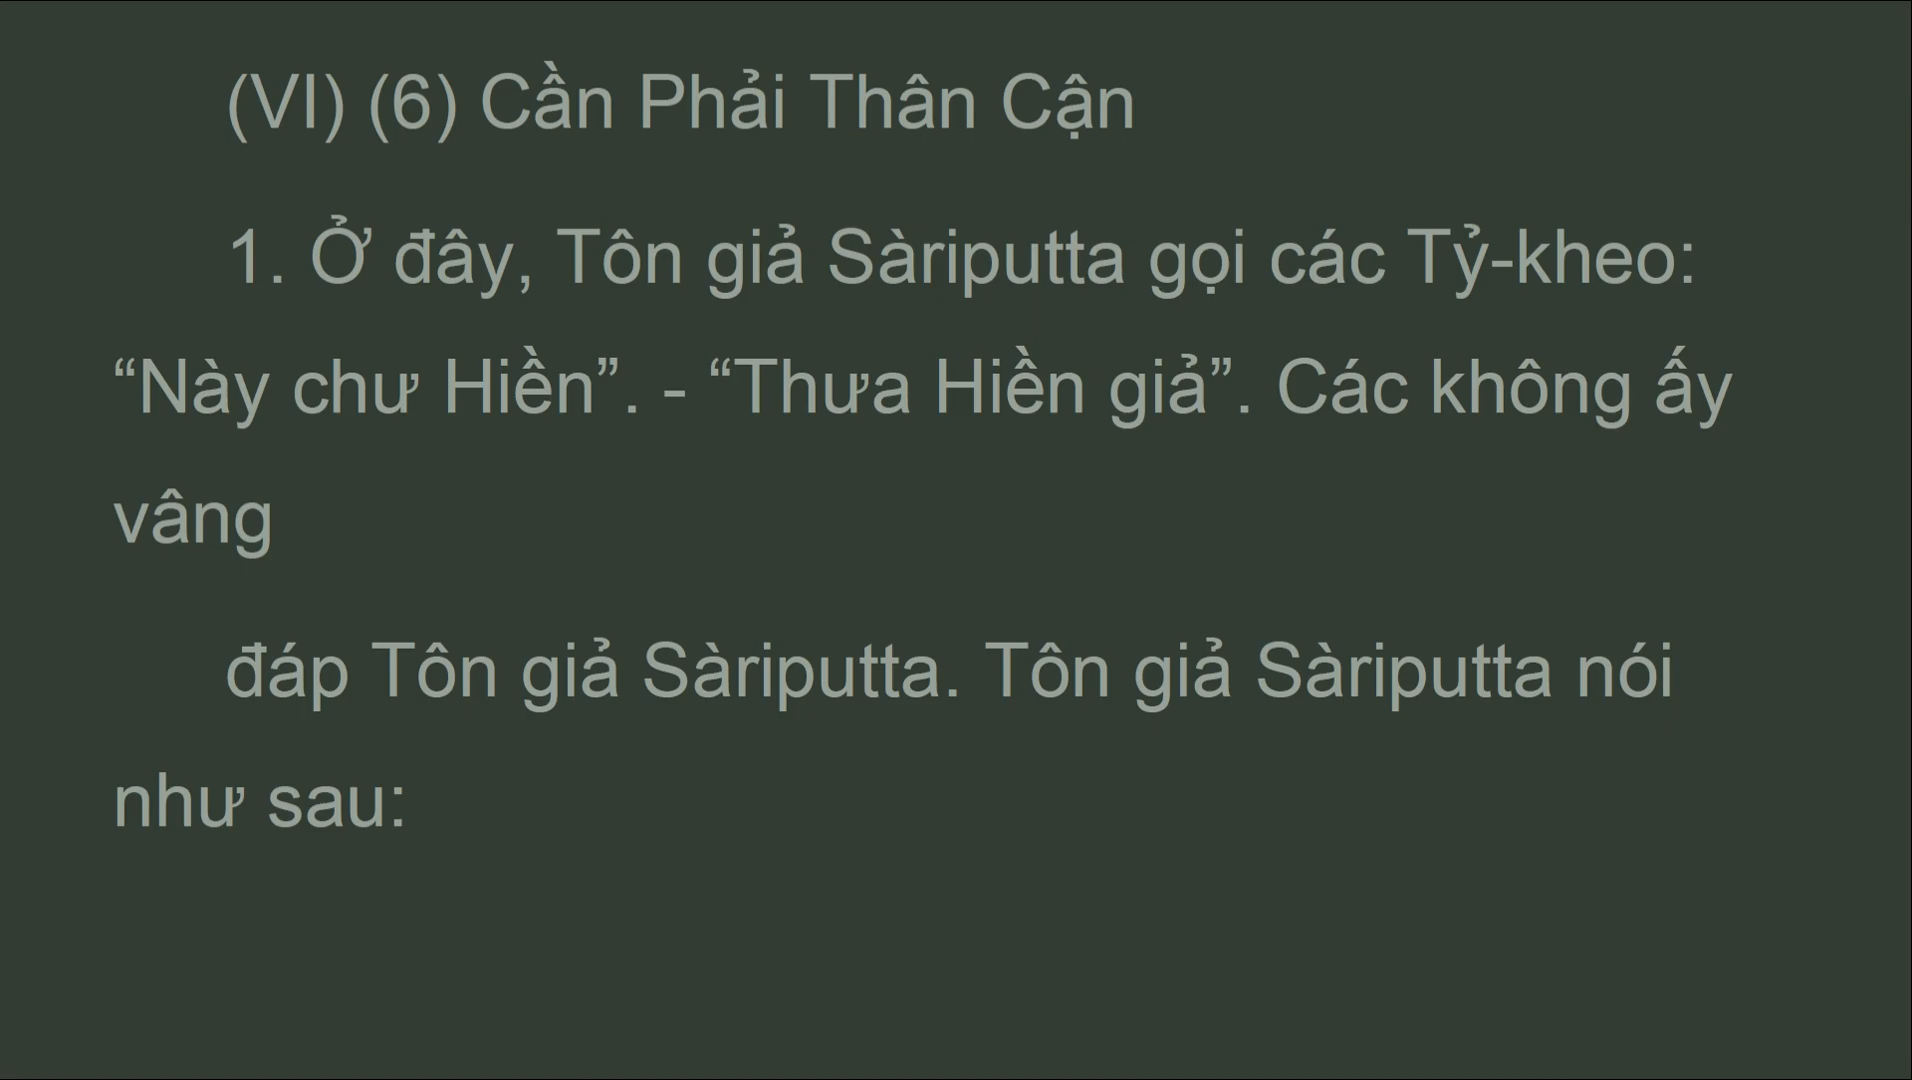 (VI) (6) Cần Phải Thân Cận
1. Ở đây, Tôn giả Sàriputta gọi các Tỷ-kheo:
“Này chư Hiền”. - “Thưa Hiền giả”. Các không ấy
vâng
đáp Tôn giả Sàriputta. Tôn giả Sàriputta nói
như sau: